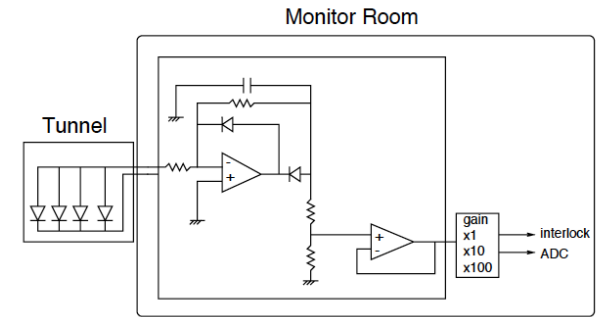 Monitor Room
Tunnel
-
+
+
-
gain
x1
x10
x100
interlock
ADC